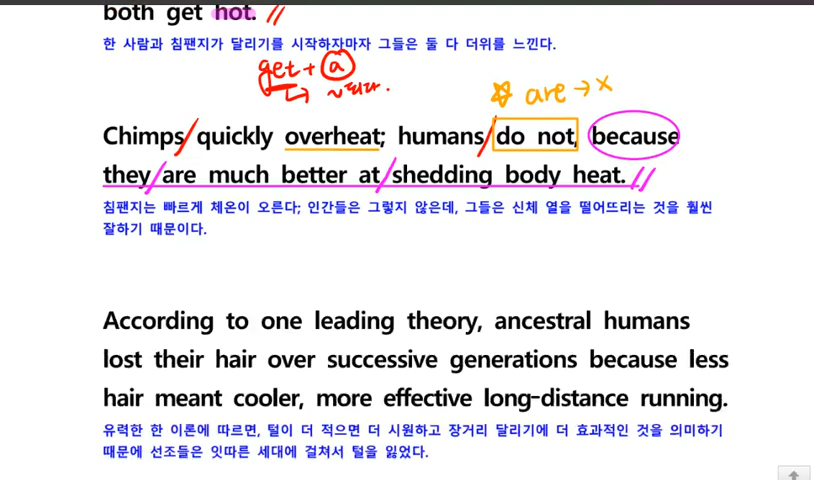 both get hot.
한 사람과 침팬지가 달리기를 시작하자마자 그들은 둘 다 더위를 느낀다.
get + a
~되다.
are → x
Chimps quickly overheat; humans do not, because
they are much better at shedding body heat.
침팬지는 빠르게 체온이 오른다; 인간들은 그렇지 않은데, 그들은 신체 열을 떨어뜨리는 것을 훨씬
잘하기 때문이다.
According to one leading theory, ancestral humans
lost their hair over successive generations because less
hair meant cooler, more effective long-distance running.
유력한 한 이론에 따르면, 털이 더 적으면 더 시원하고 장거리 달리기에 더 효과적인 것을 의미하기
때문에 선조들은 잇따른 세대에 걸쳐서 털을 잃었다.